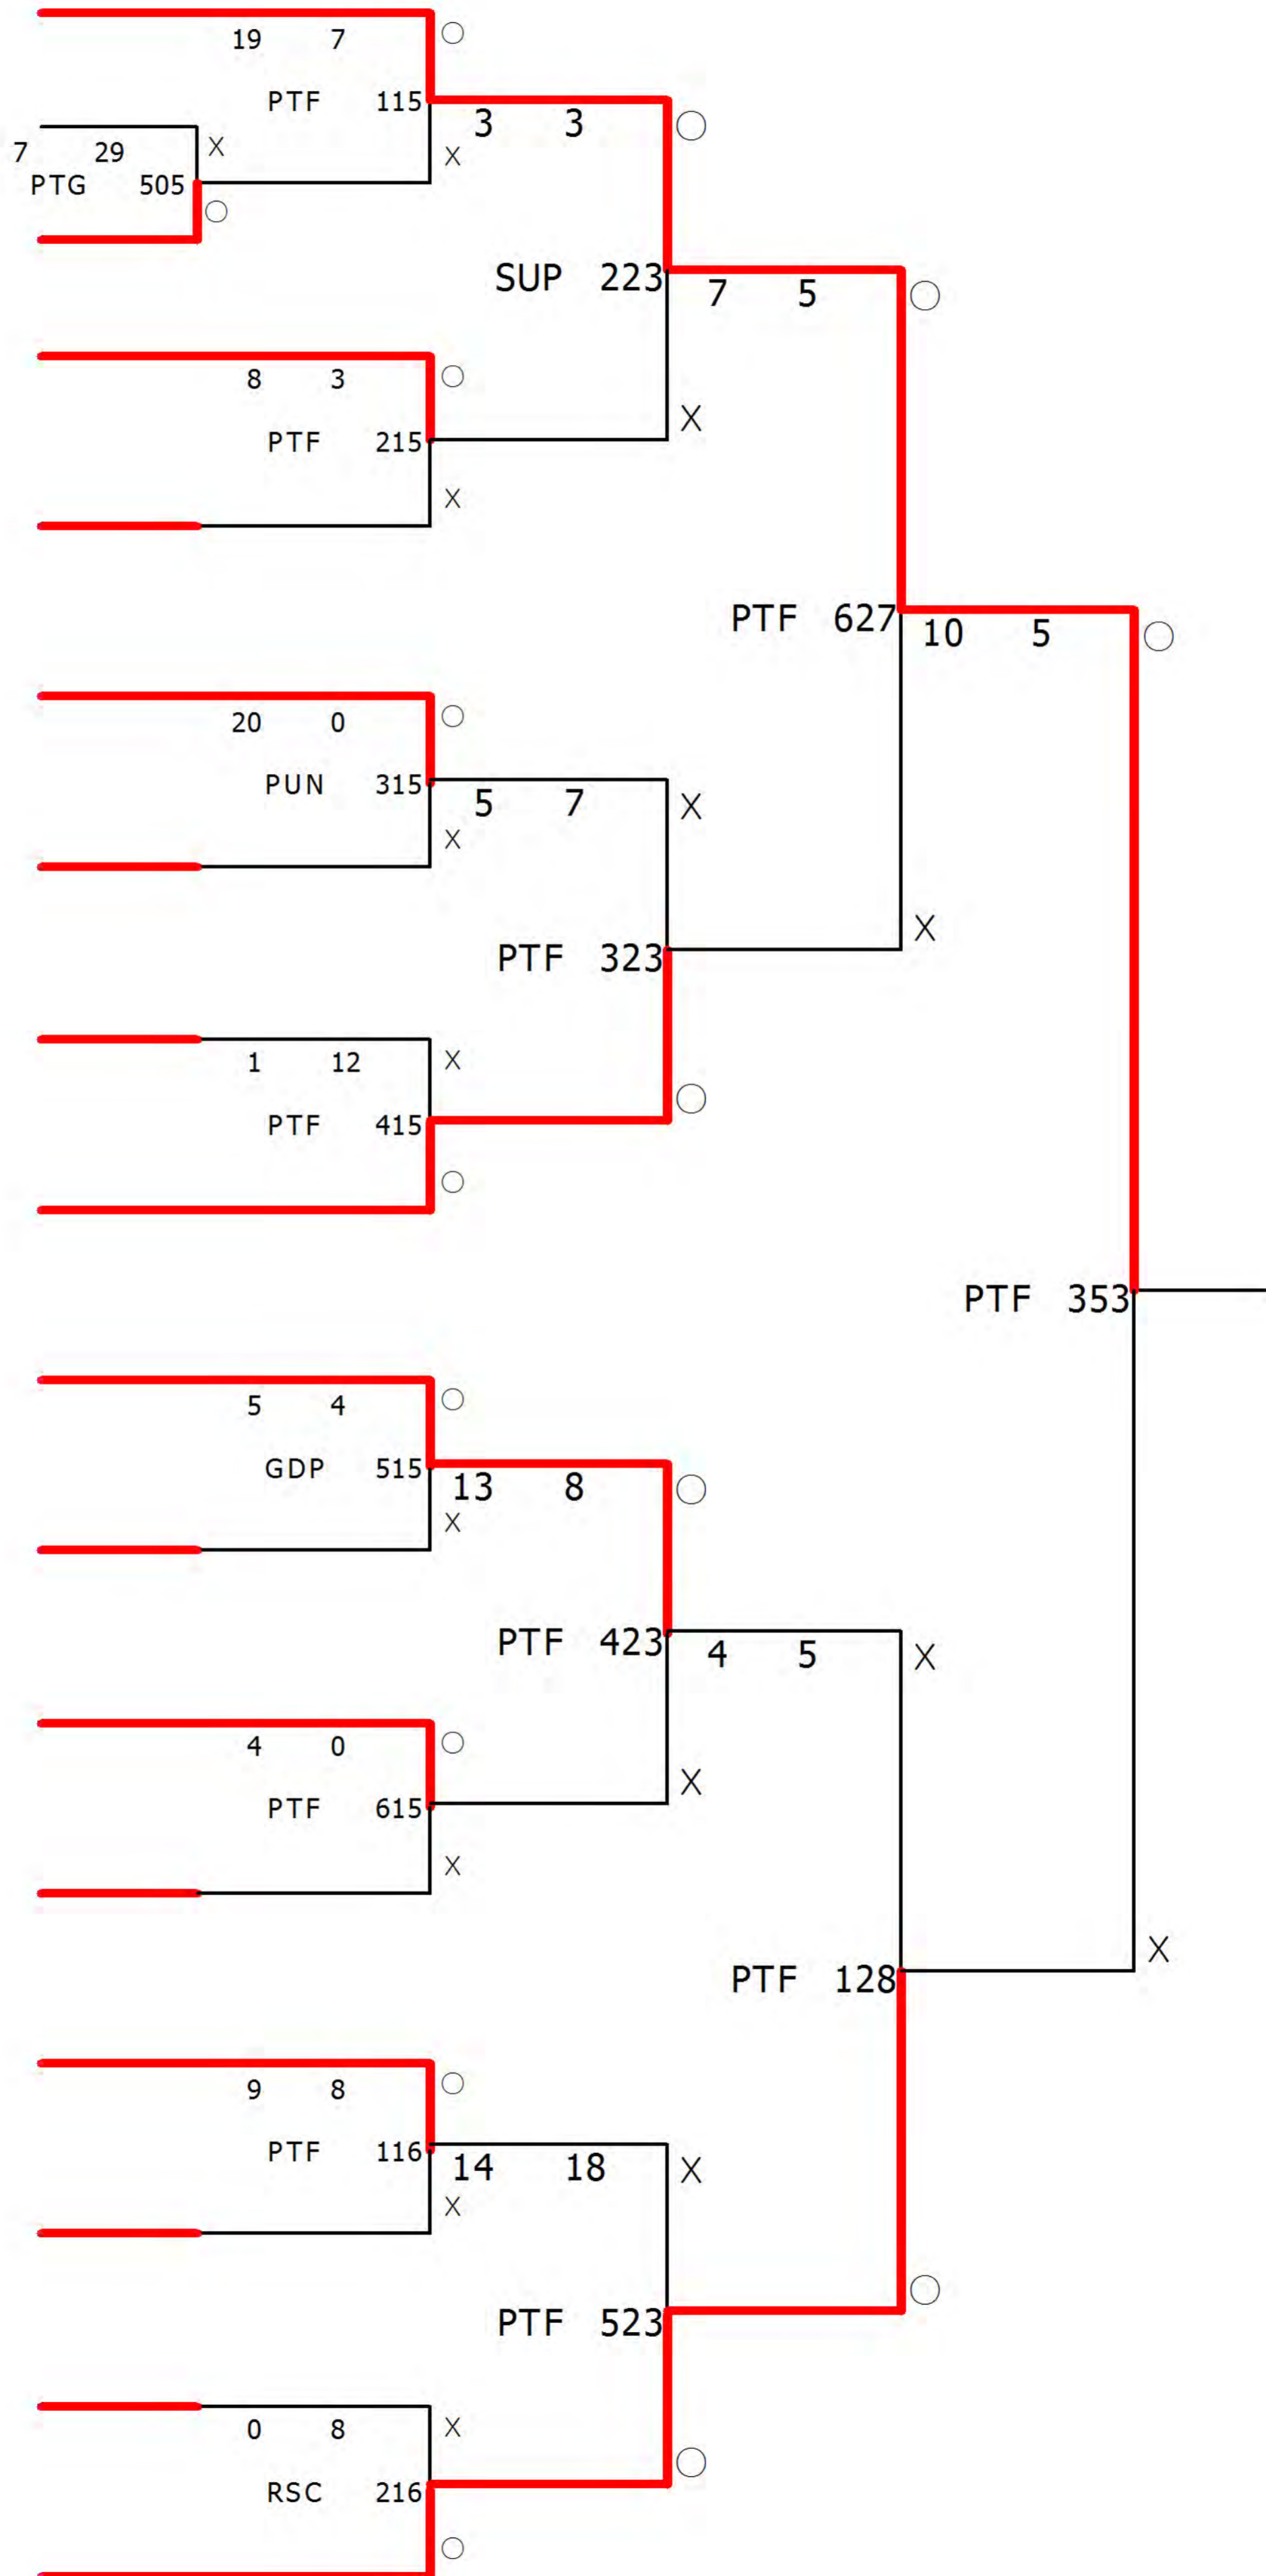 19 7
PTF 115
3 3
7 29
PTG 505
SUP 223
7 5
8 3
PTF 215
PTF 627
10 5
20 0
PUN 315
5 7
PTF 323
1 12
PTF 415
PTF 353
5 4
GDP 515
13 8
PTF 423
4 5
4 0
PTF 615
PTF 128
9 8
PTF 116
14 18
PTF 523
0 8
RSC 216